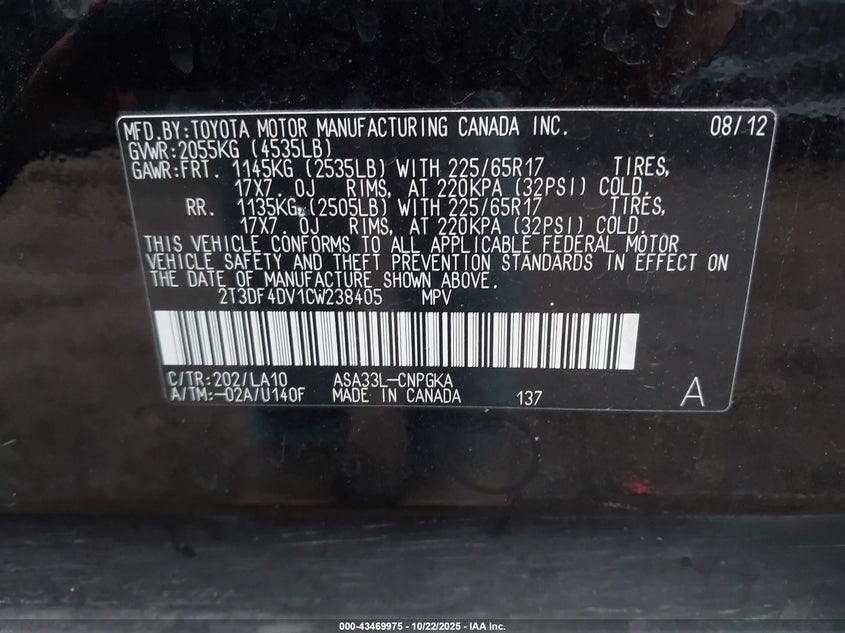 MFD.BY:TOYOTA MOTOR MANUFACTURING CANADA INC. 08/12
GVWR:2055KG (4535LB)
GAWR:FRT. 1145KG (2535LB) WITH 225/65R17 TIRES,
17X7. 0J RIMS, AT 220KPA (32PSI) COLD.
RR. 1135KG (2505LB) WITH 225/65R17 TIRES,
17X7. 0J RIMS, AT 220KPA (32PSI) COLD.
THIS VEHICLE CONFORMS TO ALL APPLICABLE FEDERAL MOTOR
VEHICLE SAFETY AND THEFT PREVENTION STANDARDS IN EFFECT ON
THE DATE OF MANUFACTURE SHOWN ABOVE.
2T3DF4DV1CW238405 MPV
C/TR:202/LA10 ASA33L-CNPGKA
A/TM:-02A/U140F MADE IN CANADA 137 A
000-43469975 - 10/22/2025 - IAA Inc.